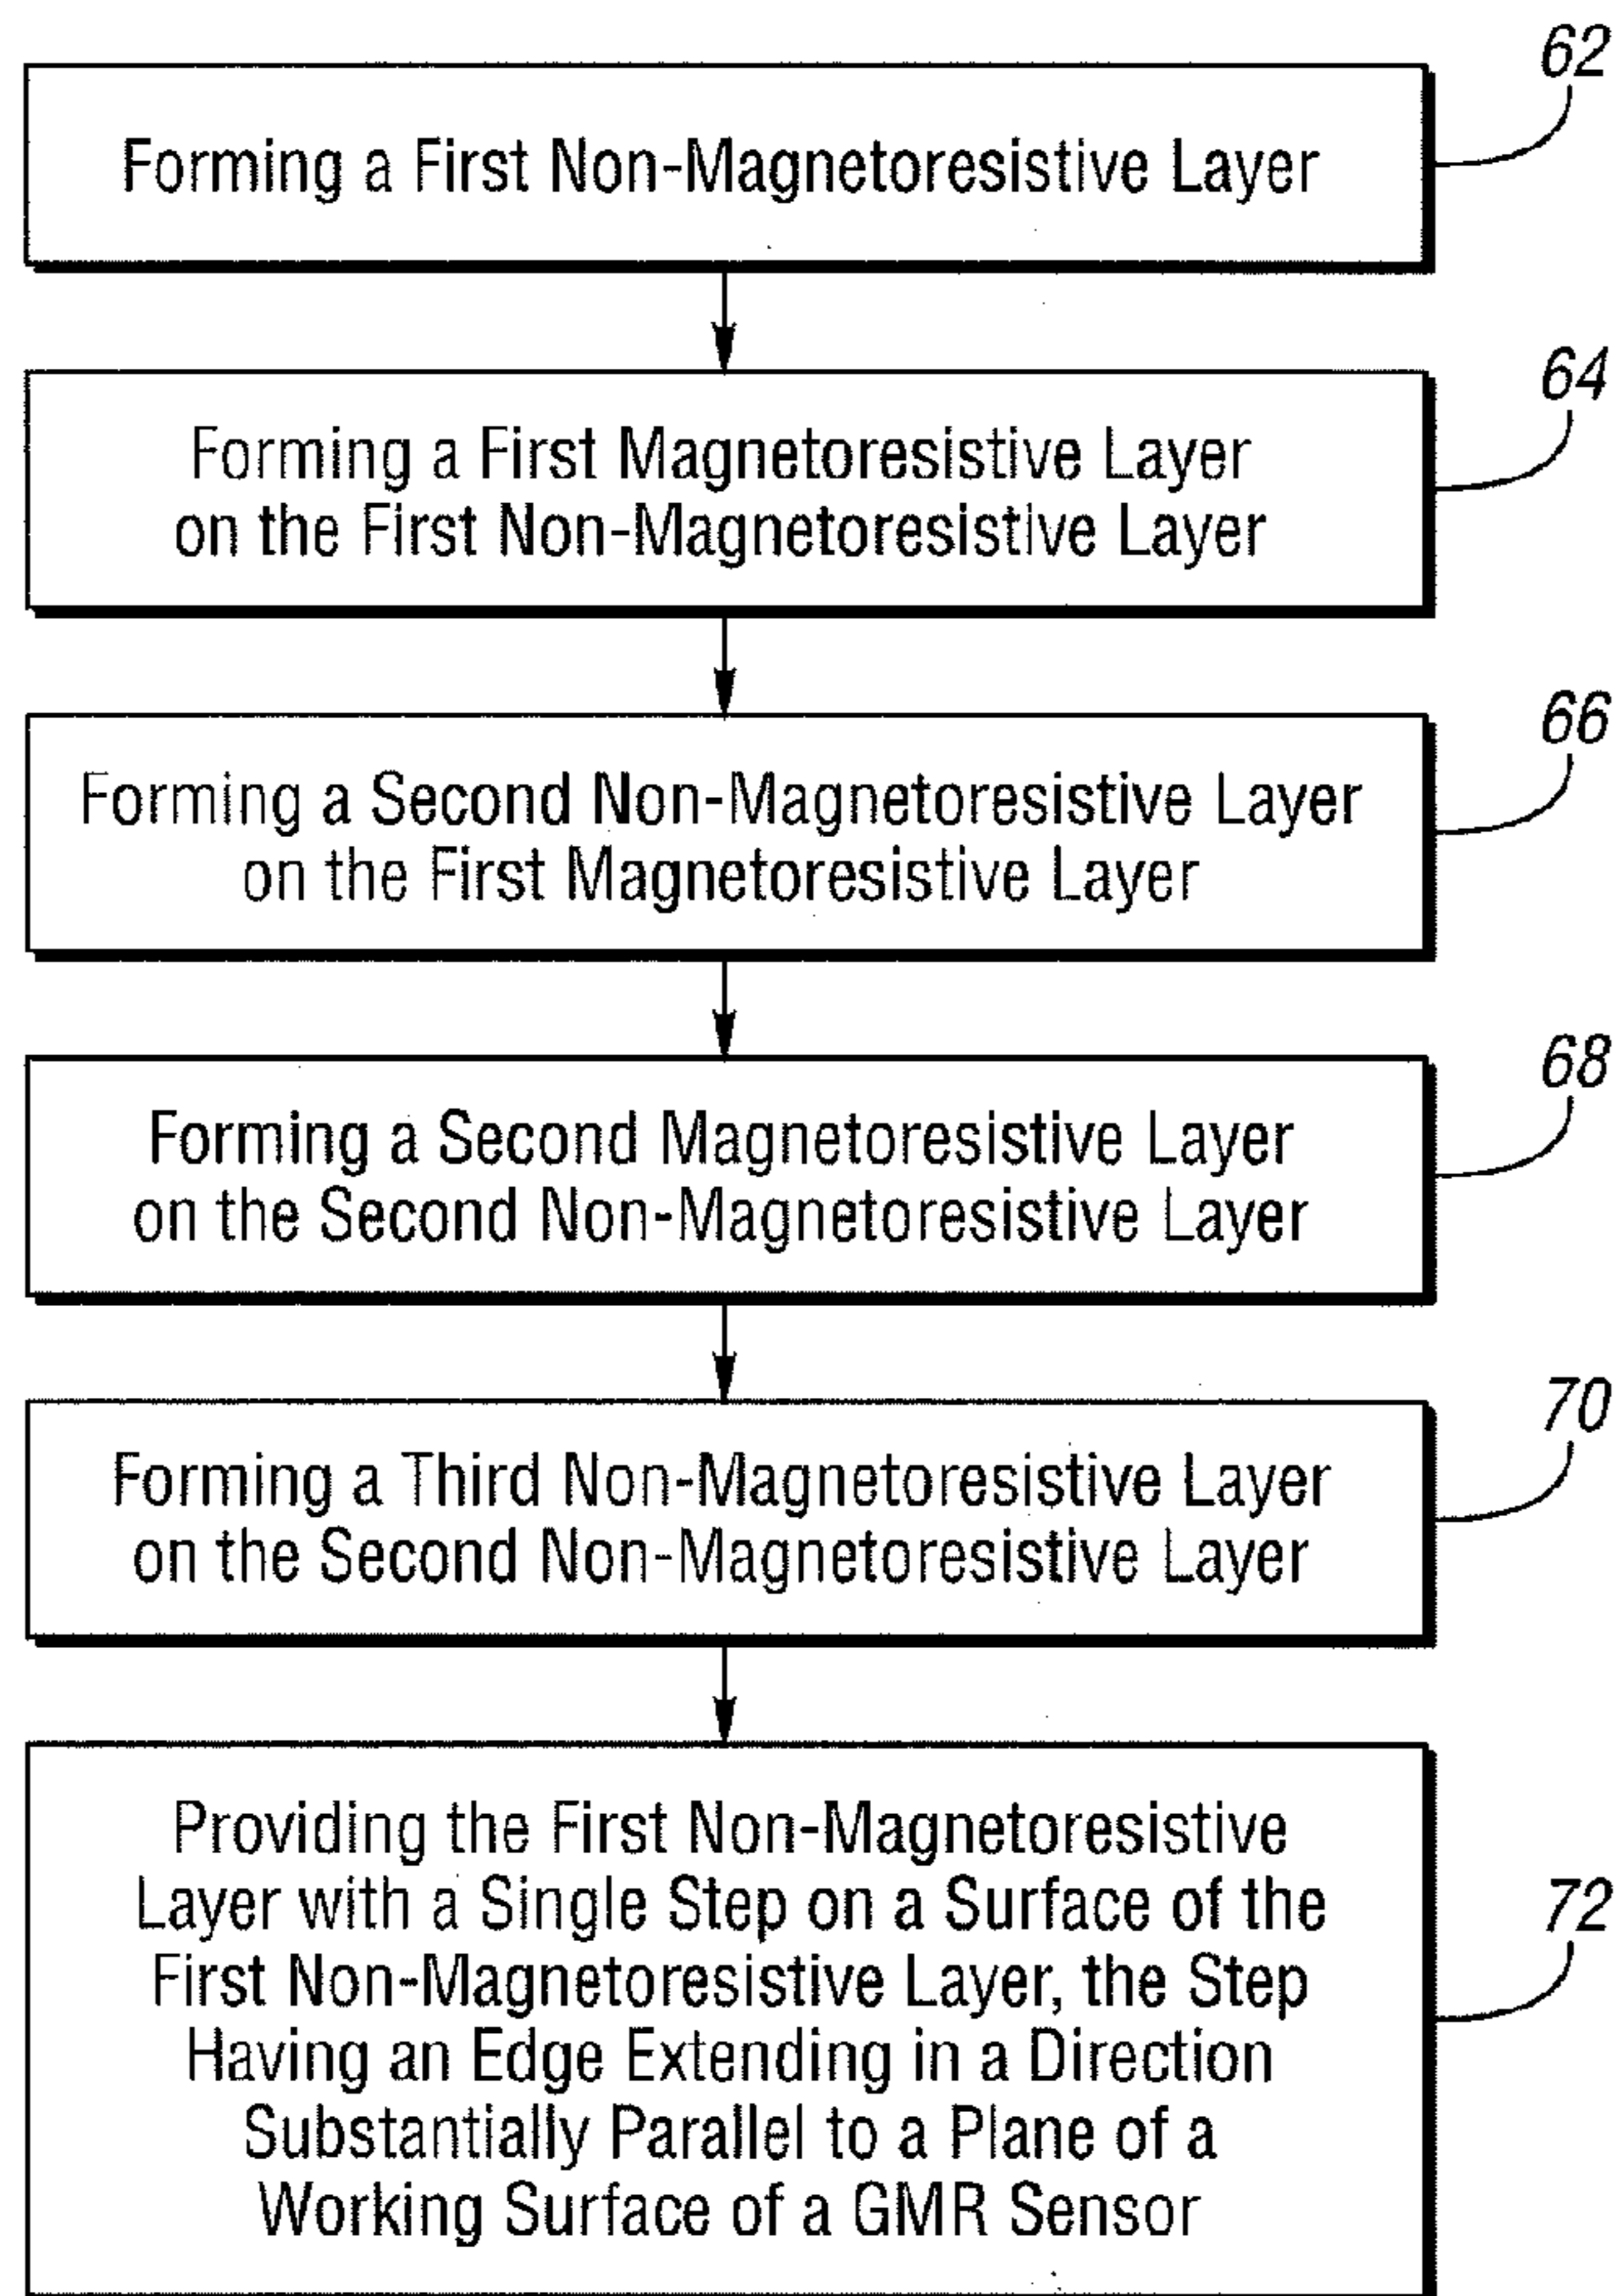 62
Forming a First Non-Magnetoresistive Layer
64
Forming a First Magnetoresistive Layer
on the First Non-Magnetoresistive Layer
66
Forming a Second Non-Magnetoresistive Layer
on the First Magnetoresistive Layer
68
Forming a Second Magnetoresistive Layer
on the Second Non-Magnetoresistive Layer
70
Forming a Third Non-Magnetoresistive Layer
on the Second Non-Magnetoresistive Layer
72
Providing the First Non-Magnetoresistive
Layer with a Single Step on a Surface of the
First Non-Magnetoresistive Layer, the Step
Having an Edge Extending in a Direction
Substantially Parallel to a Plane of a
Working Surface of a GMR Sensor